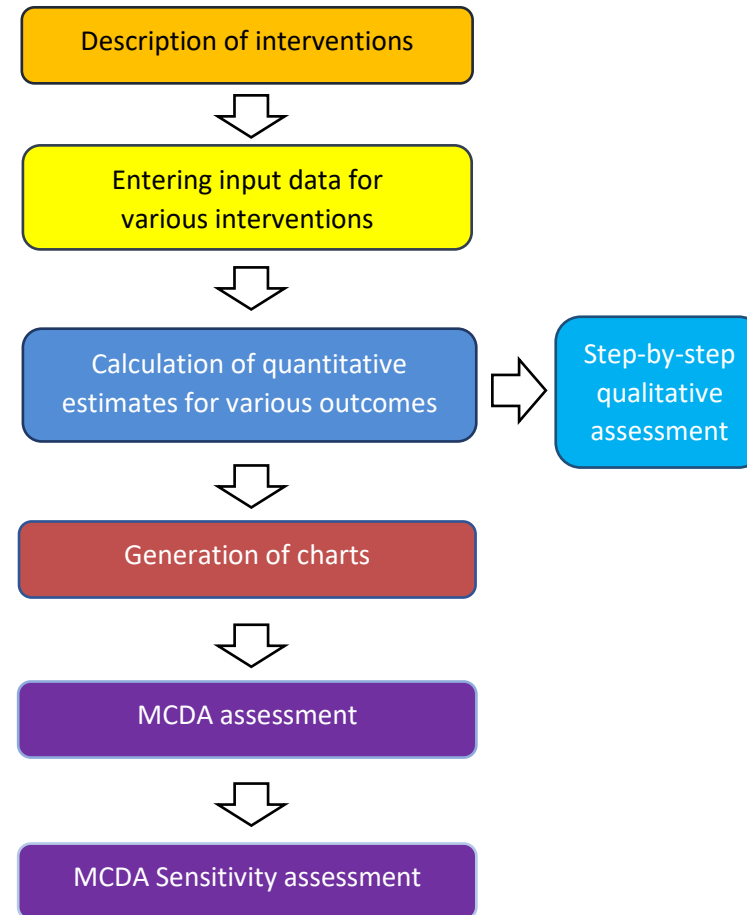 Description of interventions
Entering input data for
various interventions
Calculation of quantitative
estimates for various outcomes
Step-by-step
qualitative
assessment
Generation of charts
MCDA assessment
MCDA Sensitivity assessment